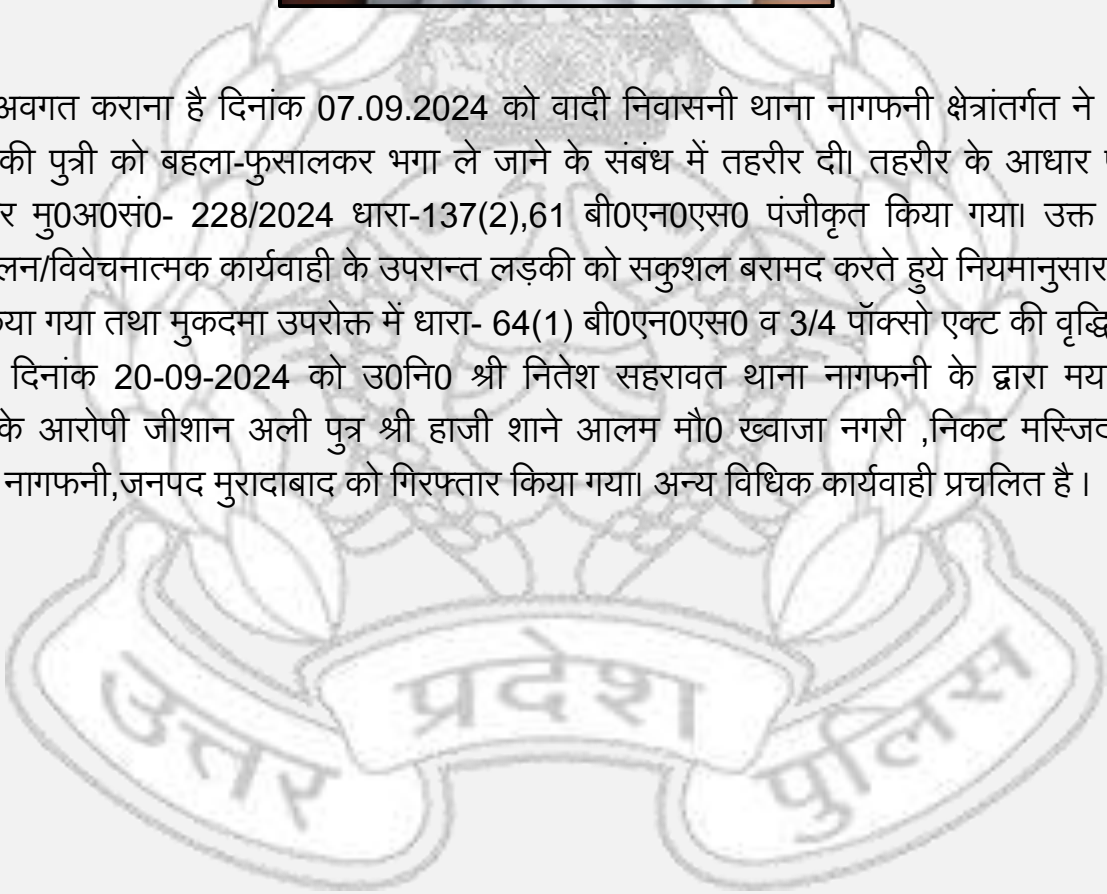 अवगत कराना है दिनांक 07.09.2024 को वादी निवासनी थाना नागफनी क्षेत्रांतर्गत ने
की पुत्री को बहला-फुसालकर भगा ले जाने के संबंध में तहरीर दी। तहरीर के आधार
र मु0अ0सं0- 228/2024 धारा-137(2),61 बी0एन0एस0 पंजीकृत किया गया। उक्त
लन/विवेचनात्मक कार्यवाही के उपरान्त लड़की को सकुशल बरामद करते हुये नियमानुसार
या गया तथा मुकदमा उपरोक्त में धारा- 64(1) बी0एन0एस0 व 3/4 पॉक्सो एक्ट की वृद्धि
दिनांक 20-09-2024 को उ0नि0 श्री नितेश सहरावत थाना नागफनी के द्वारा मय
के आरोपी जीशान अली पुत्र श्री हाजी शाने आलम मौ0 ख्वाजा नगरी ,निकट मस्जिद
नागफनी,जनपद मुरादाबाद को गिरफ्तार किया गया। अन्य विधिक कार्यवाही प्रचलित है ।
उत्तर प्रदेश पुलिस